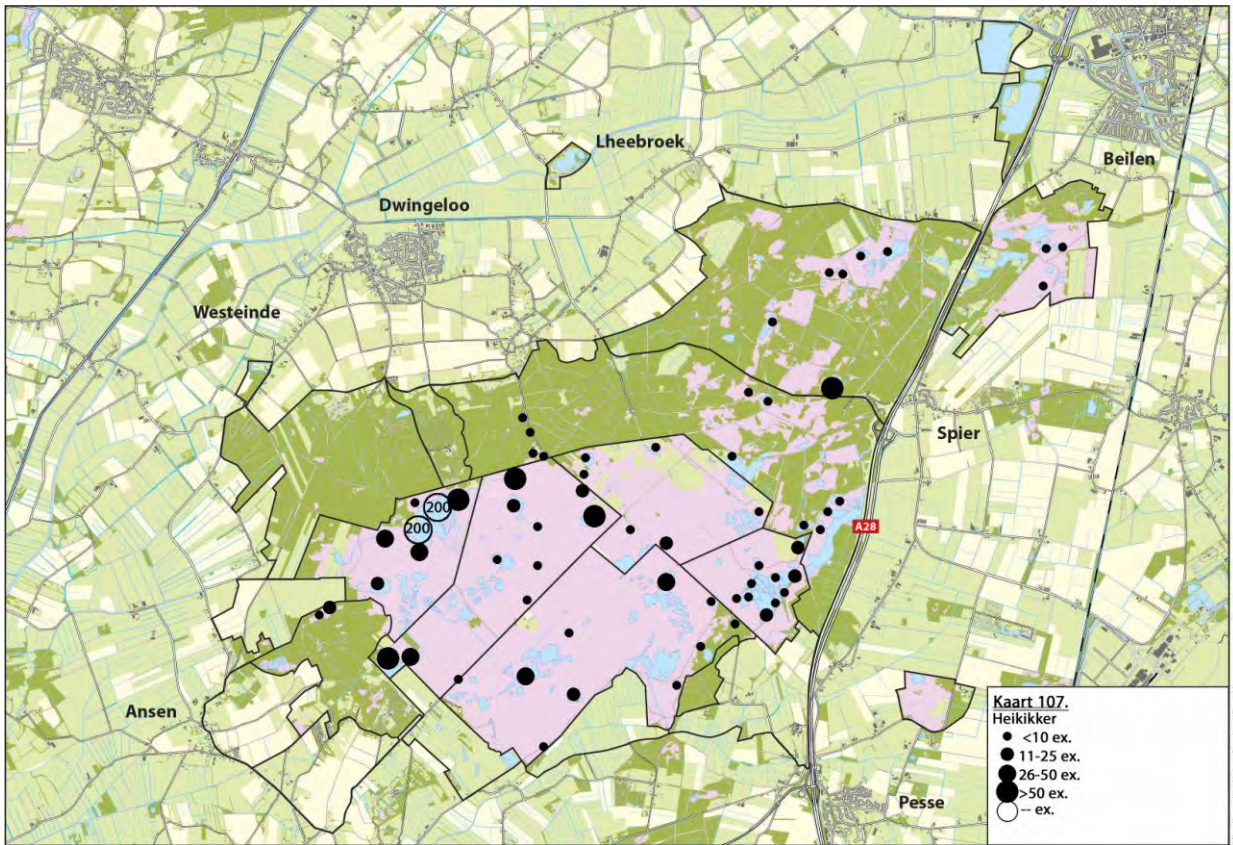 Lheebroek
Beilen
Dwingeloo
Westeinde
Spier
200
200
A28
Ansen
Pesse
Kaart 107.
Heikikker
<10 ex.
11-25 ex.
26-50 ex.
>50 ex.
-- ex.